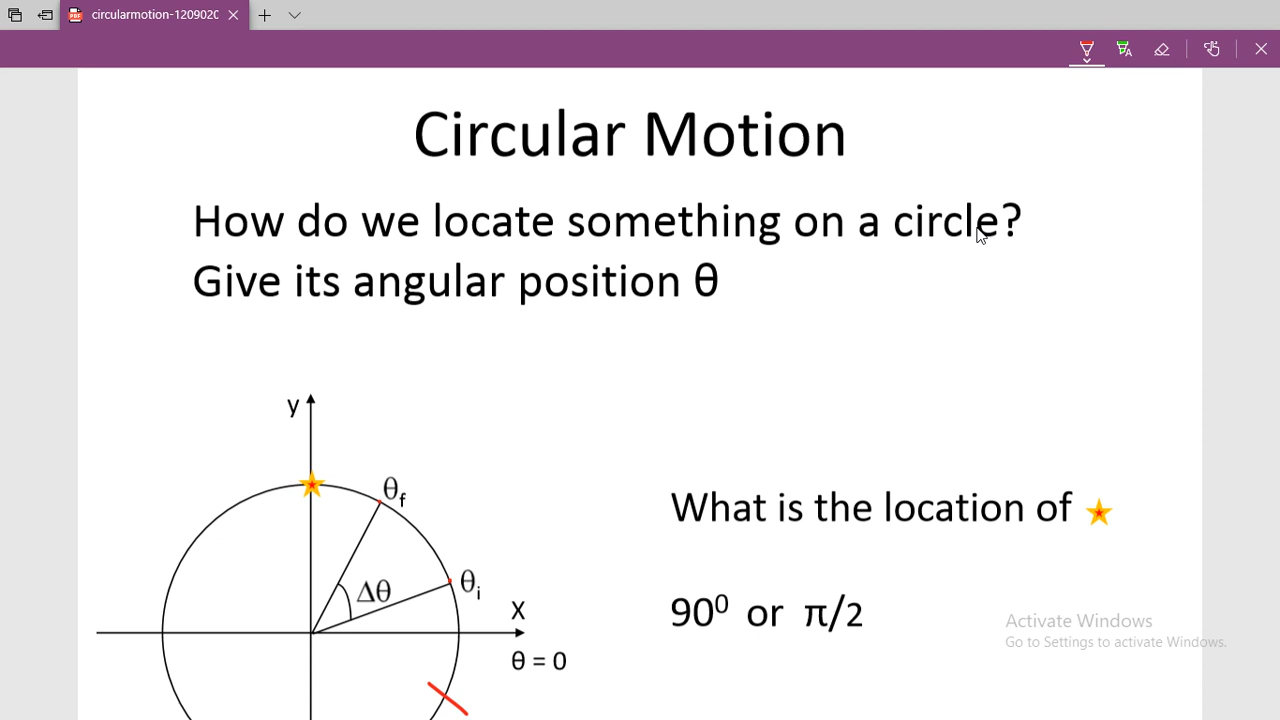 circularmotion-1209020
Circular Motion
How do we locate something on a circle?
Give its angular position θ
y
θf
θi
Δθ
X
θ = 0
What is the location of
90⁰ or π/2
Activate Windows
Go to Settings to activate Windows.